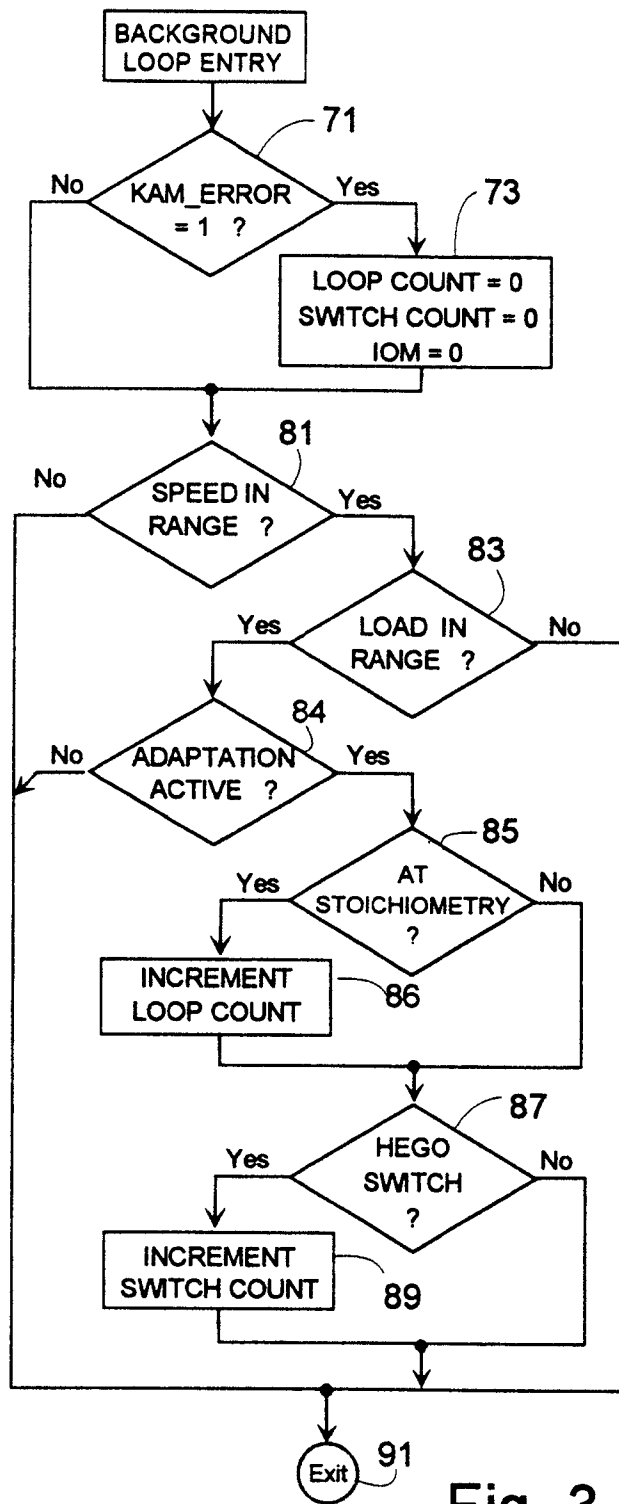 BACKGROUND
LOOP ENTRY
71
No
KAM_ERROR
= 1 ?
Yes
73
LOOP COUNT = 0
SWITCH COUNT = 0
IOM = 0
81
No
SPEED IN
RANGE ?
Yes
83
Yes
LOAD IN
RANGE ?
No
84
No
ADAPTATION
ACTIVE ?
Yes
85
Yes
AT
STOICHIOMETRY
?
No
INCREMENT
LOOP COUNT
86
87
Yes
HEGO
SWITCH
?
No
INCREMENT
SWITCH COUNT
89
Exit
91
Fig. 3